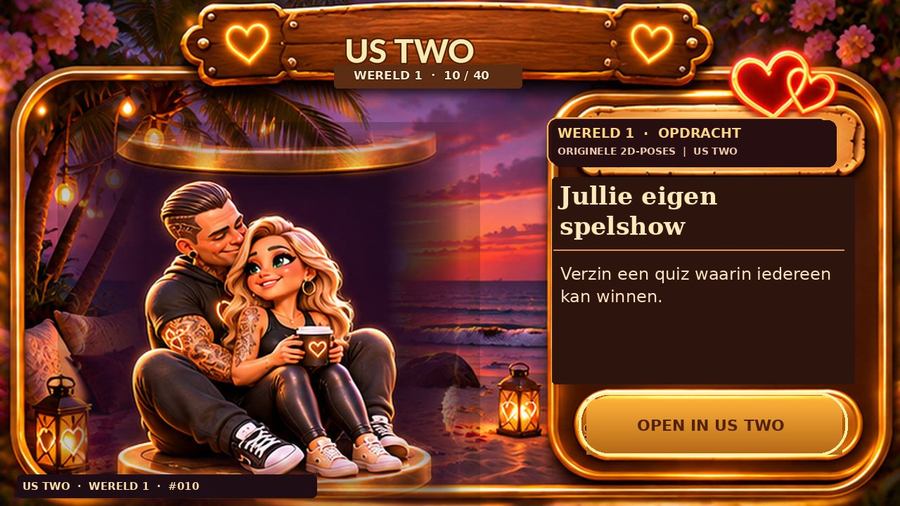 US TWO
WERELD 1 · 10 / 40
WERELD 1 · OPDRACHT
ORIGINELE 2D-POSES | US TWO
Jullie eigen
spelshow
Verzin een quiz waarin iedereen
kan winnen.
OPEN IN US TWO
US TWO · WERELD 1 · #010